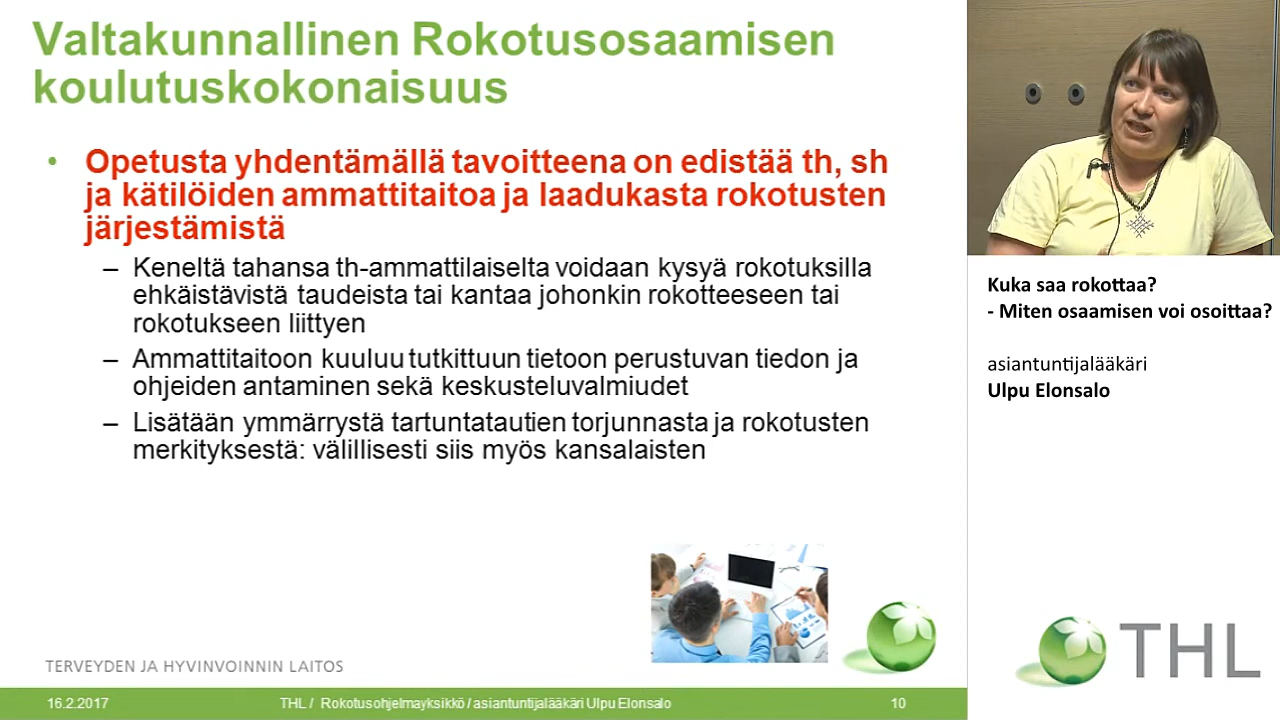 Valtakunnallinen Rokotusosaamisen
koulutuskokonaisuus
• Opetusta yhdentämällä tavoitteena on edistää th, sh
ja kätilöiden ammattitaitoa ja laadukasta rokotusten
järjestämistä
– Keneltä tahansa th-ammattilaiselta voidaan kysyä rokotuksilla
ehkäistävistä taudeista tai kantaa johonkin rokotteeseen tai
rokotukseen liittyen
– Ammattitaitoon kuuluu tutkittuun tietoon perustuvan tiedon ja
ohjeiden antaminen sekä keskusteluvalmiudet
– Lisätään ymmärrystä tartuntatautien torjunnasta ja rokotusten
merkityksestä: välillisesti siis myös kansalaisten
TERVEYDEN JA HYVINVOINNIN LAITOS
16.2.2017 THL / Rokotusohjelmayksikkö / asiantuntijalääkäri Ulpu Elonsalo 10
Kuka saa rokottaa?
- Miten osaamisen voi osoittaa?
asiantuntijalääkäri
Ulpu Elonsalo
THL